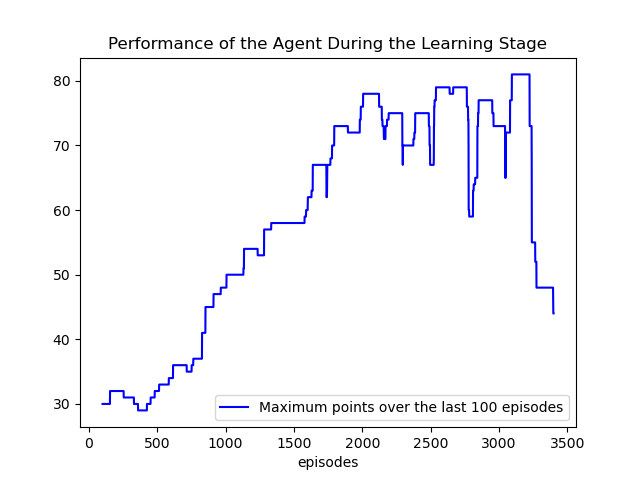 Performance of the Agent During the Learning Stage
80
70
60
50
40
30
Maximum points over the last 100 episodes
0 500 1000 1500 2000 2500 3000 3500
episodes